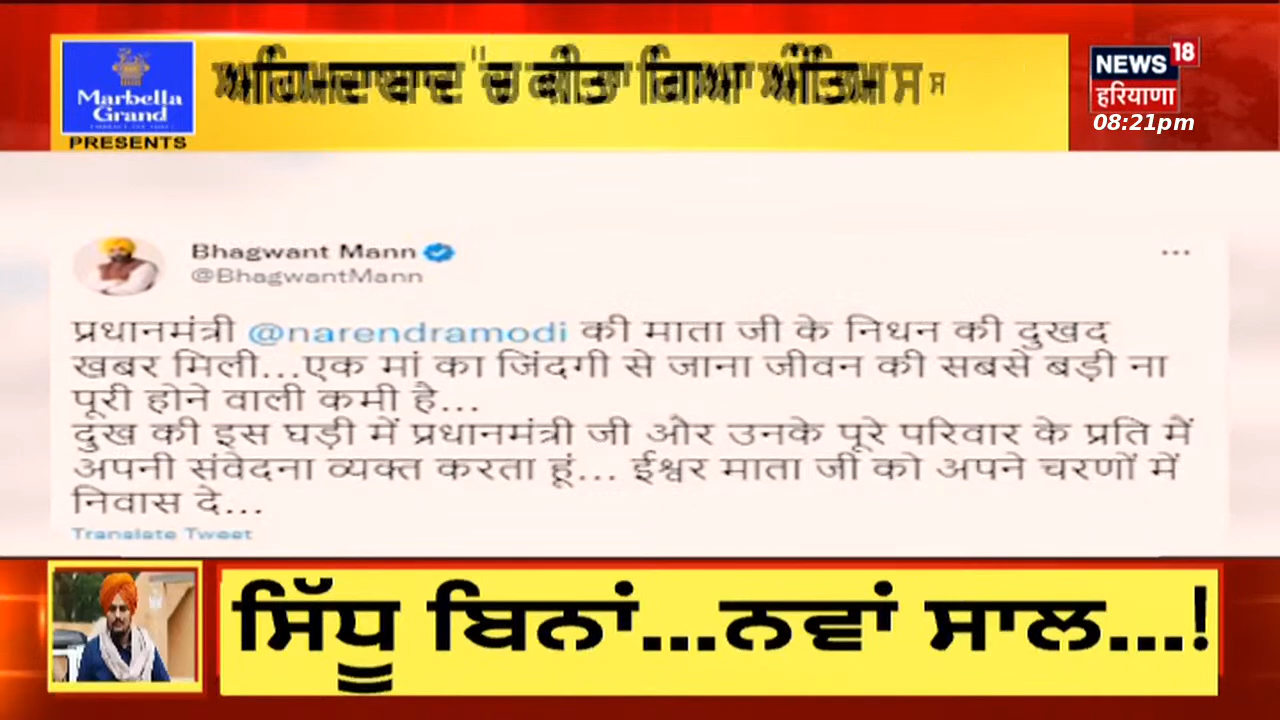 Marbella
Grand
PRESENTS
ਅਹਿਮਦਾਬਾਦ 'ਚ ਕੀਤਾ ਗਿਆ ਅੰਤਿਮ ਸ
NEWS 18
हरियाणा
08:21pm
Bhagwant Mann
@BhagwantMann
प्रधानमंत्री @narendramodi की माता जी के निधन की दुखद
खबर मिली...एक मां का जिंदगी से जाना जीवन की सबसे बड़ी ना
पूरी होने वाली कमी है...
दुख की इस घड़ी में प्रधानमंत्री जी और उनके पूरे परिवार के प्रति मैं
अपनी संवेदना व्यक्त करता हूं... ईश्वर माता जी को अपने चरणों में
निवास दे...
Translate Tweet
ਸਿੱਧੂ ਬਿਨਾਂ...ਨਵਾਂ ਸਾਲ...!